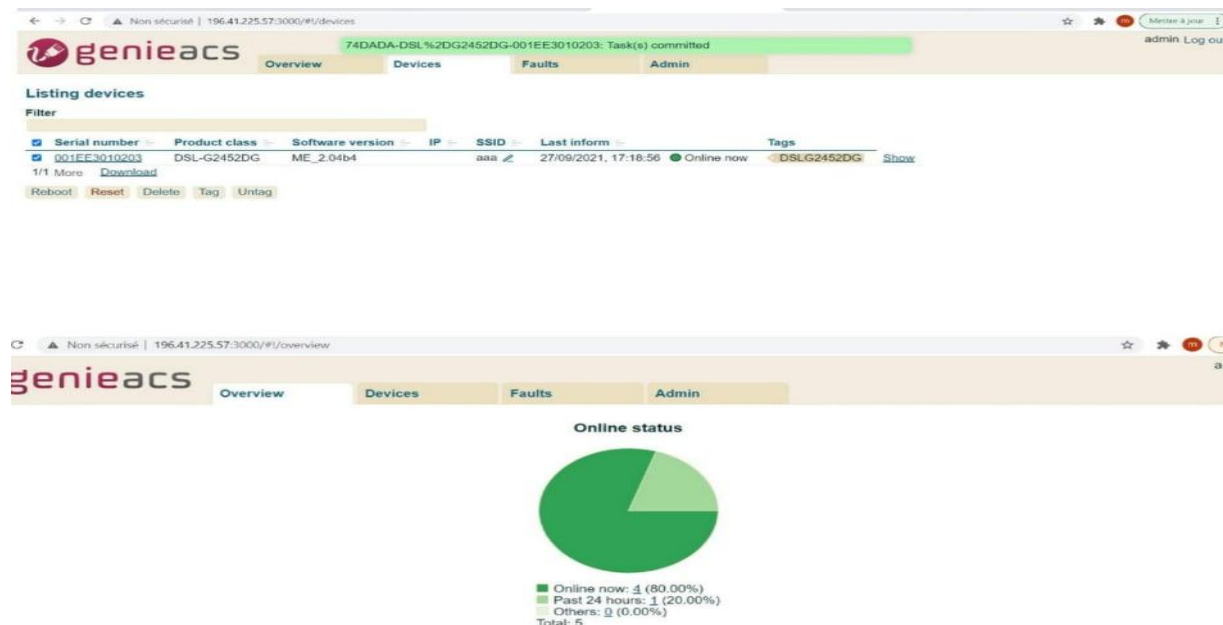 Non sécurisé | 196.41.225.57:3000/#!/devices
Mettre à jour
genieacs
74DADA-DSL%2DG2452DG-001EE3010203: Task(s) committed
admin Log ou
Overview Devices Faults Admin
Listing devices
Filter
Serial number Product class Software version IP SSID Last inform Tags
001EE3010203 DSL-G2452DG ME_2.04b4 aaa 27/09/2021, 17:18:56 Online now DSLG2452DG Show
1/1 More Download
Reboot Reset Delete Tag Untag
Non sécurisé | 196.41.225.57:3000/#!/overview
genieacs
Overview Devices Faults Admin
Online status
Online now: 4 (80.00%)
Past 24 hours: 1 (20.00%)
Others: 0 (0.00%)
Total: 5